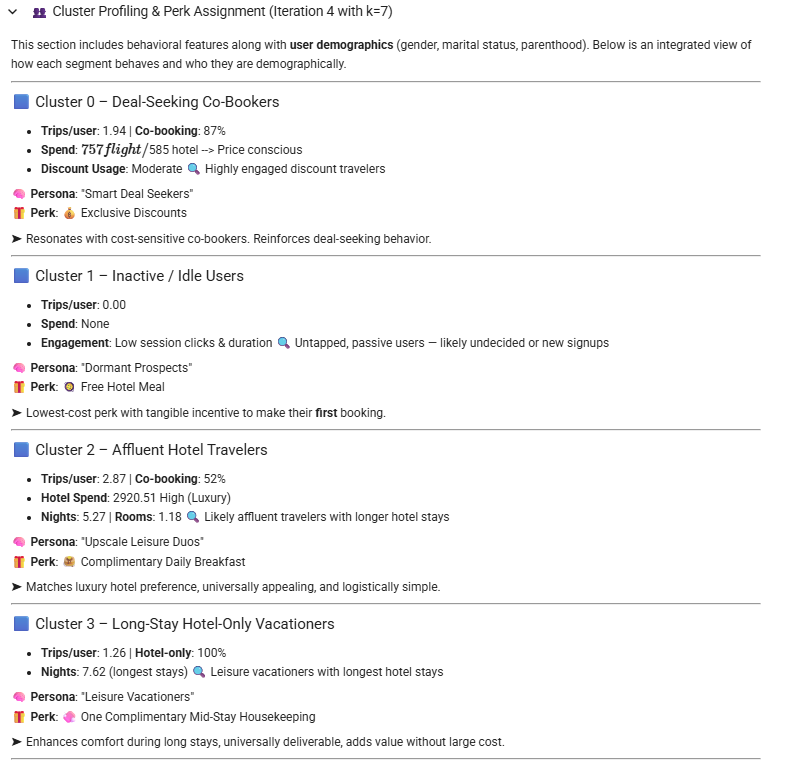 Cluster Profiling & Perk Assignment (Iteration 4 with k=7)
This section includes behavioral features along with user demographics (gender, marital status, parenthood). Below is an integrated view of
how each segment behaves and who they are demographically.
Cluster 0 – Deal-Seeking Co-Bookers
Trips/user: 1.94 | Co-booking: 87%
Spend: 757flight/585 hotel --> Price conscious
Discount Usage: Moderate 🔍 Highly engaged discount travelers
🧠 Persona: "Smart Deal Seekers"
🎁 Perk: 💰 Exclusive Discounts
➤ Resonates with cost-sensitive co-bookers. Reinforces deal-seeking behavior.
Cluster 1 – Inactive / Idle Users
Trips/user: 0.00
Spend: None
Engagement: Low session clicks & duration 🔍 Untapped, passive users — likely undecided or new signups
🧠 Persona: "Dormant Prospects"
🎁 Perk: 🍽 Free Hotel Meal
➤ Lowest-cost perk with tangible incentive to make their first booking.
Cluster 2 – Affluent Hotel Travelers
Trips/user: 2.87 | Co-booking: 52%
Hotel Spend: 2920.51 High (Luxury)
Nights: 5.27 | Rooms: 1.18 🔍 Likely affluent travelers with longer hotel stays
🧠 Persona: "Upscale Leisure Duos"
🎁 Perk: Complimentary Daily Breakfast
➤ Matches luxury hotel preference, universally appealing, and logistically simple.
Cluster 3 – Long-Stay Hotel-Only Vacationers
Trips/user: 1.26 | Hotel-only: 100%
Nights: 7.62 (longest stays) 🔍 Leisure vacationers with longest hotel stays
🧠 Persona: "Leisure Vacationers"
🎁 Perk: One Complimentary Mid-Stay Housekeeping
➤ Enhances comfort during long stays, universally deliverable, adds value without large cost.